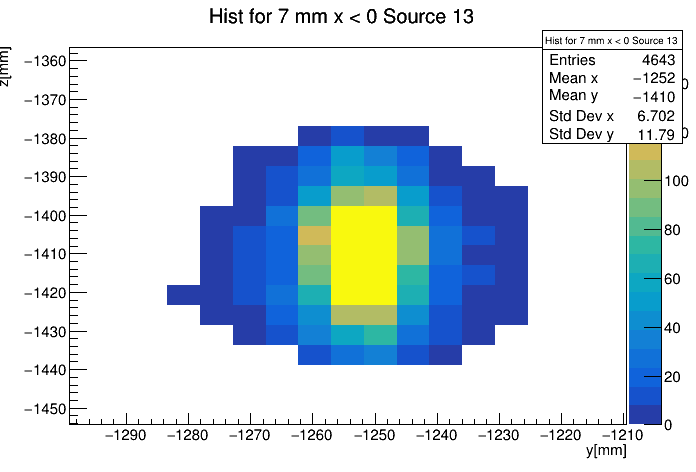 Hist for 7 mm x < 0 Source 13
z[mm]
−1360
−1370
−1380
−1390
−1400
−1410
−1420
−1430
−1440
−1450
Hist for 7 mm x < 0 Source 13
Entries 4643
Mean x −1252
Mean y −1410
Std Dev x 6.702
Std Dev y 11.79
100
80
60
40
20
0
−1290 −1280 −1270 −1260 −1250 −1240 −1230 −1220 −1210
y[mm]